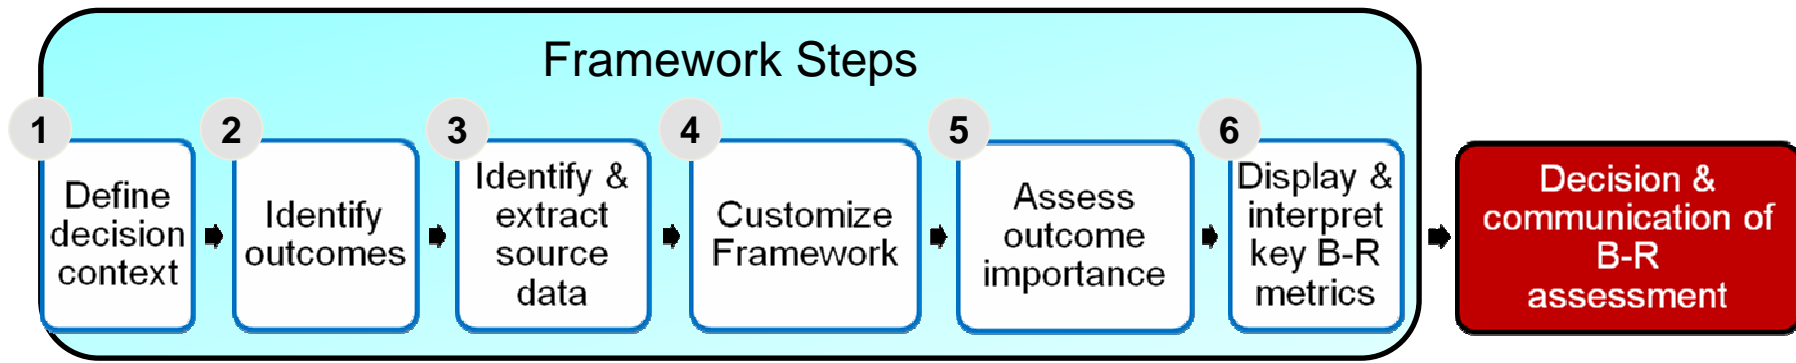 Framework Steps
1
Define
decision
context
2
Identify
outcomes
3
Identify &
extract
source
data
4
Customize
Framework
5
Assess
outcome
importance
6
Display &
interpret
key B-R
metrics
Decision &
communication of
B-R
assessment